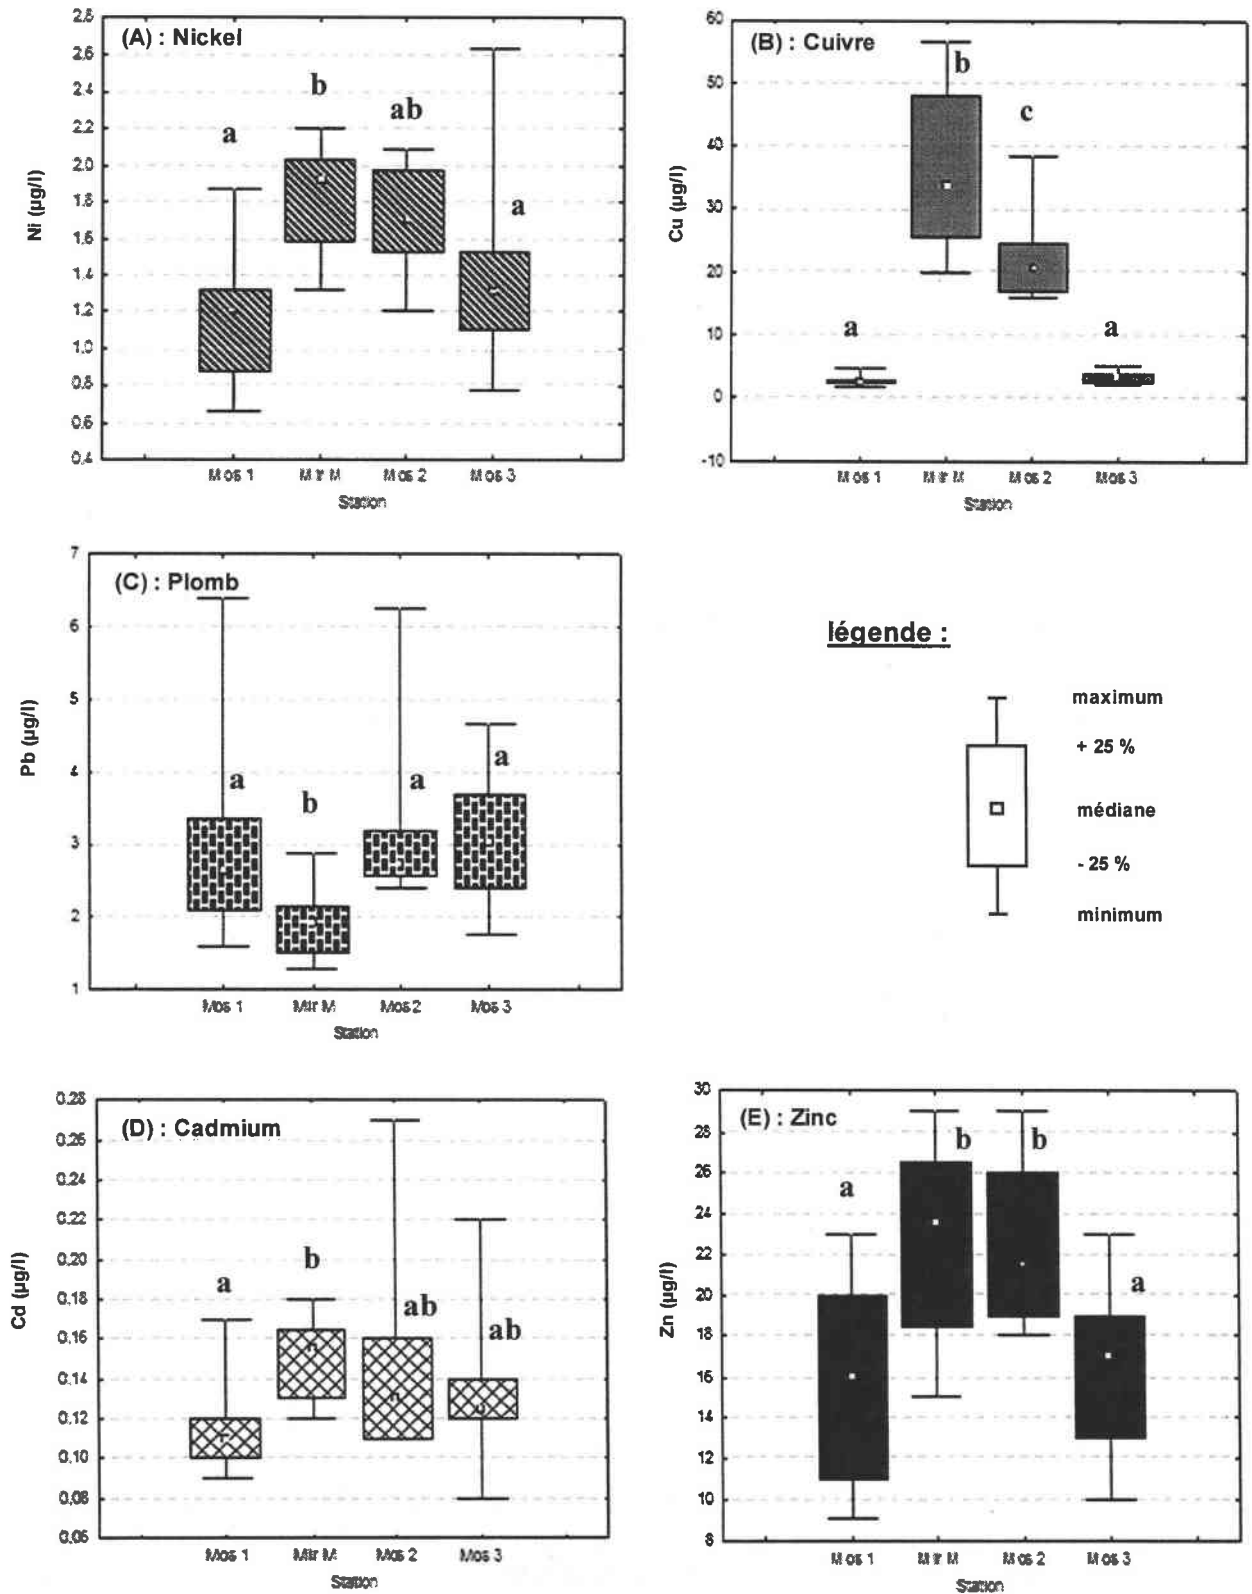 (A) : Nickel
Ni (µg/l)
2.8
2.6
2.4
2.2
2.0
1.8
1.6
1.4
1.2
1.0
0.8
0.6
0.4
a
b
ab
a
Mos 1 Mir M Mos 2 Mos 3
Station
(B) : Cuivre
Cu (µg/l)
60
50
40
30
20
10
0
-10
a
b
c
a
Mos 1 Mir M Mos 2 Mos 3
Station
(C) : Plomb
Pb (µg/l)
7
6
5
4
3
2
1
a
b
a
a
Mos 1 Mir M Mos 2 Mos 3
Station
légende :
maximum
+ 25 %
médiane
- 25 %
minimum
(D) : Cadmium
Cd (µg/l)
0.28
0.26
0.24
0.22
0.20
0.18
0.16
0.14
0.12
0.10
0.08
0.06
a
b
ab
ab
Mos 1 Mir M Mos 2 Mos 3
Station
(E) : Zinc
Zn (µg/l)
30
28
26
24
22
20
18
16
14
12
10
8
a
b
b
a
Mos 1 Mir M Mos 2 Mos 3
Station